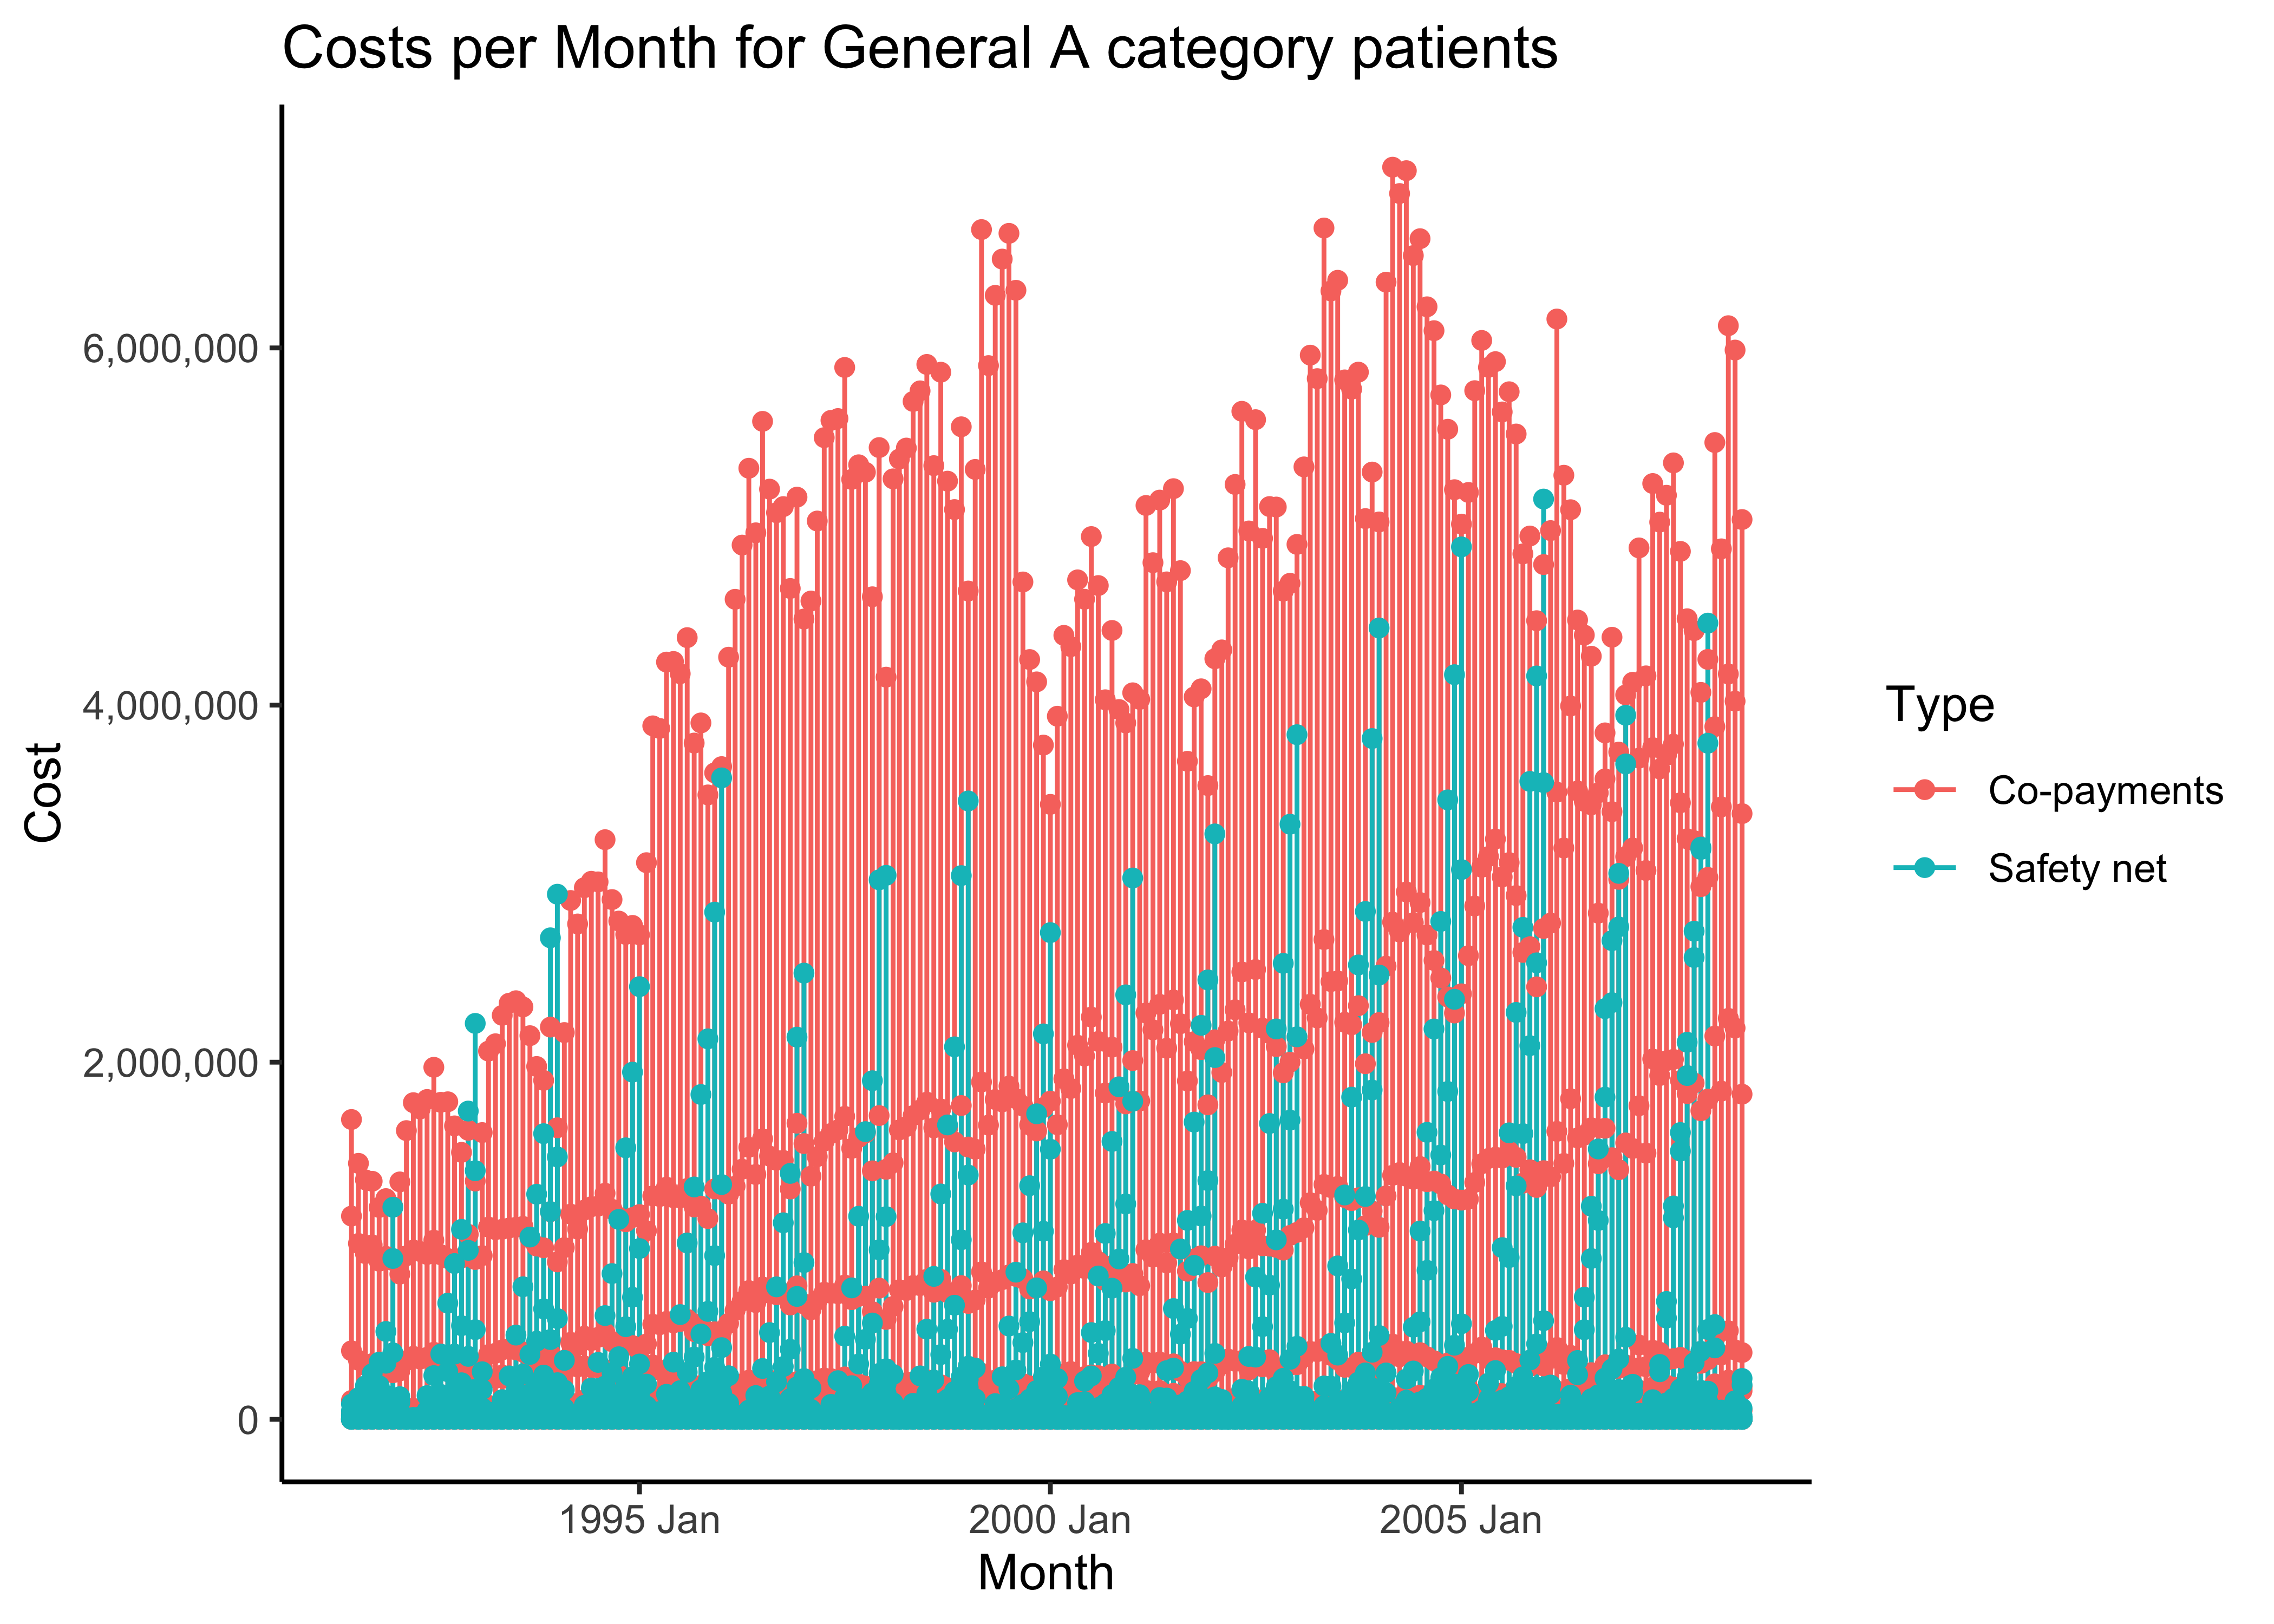 Costs per Month for General A category patients
Cost
6,000,000
4,000,000
2,000,000
0
1995 Jan
2000 Jan
2005 Jan
Month
Type
Co-payments
Safety net